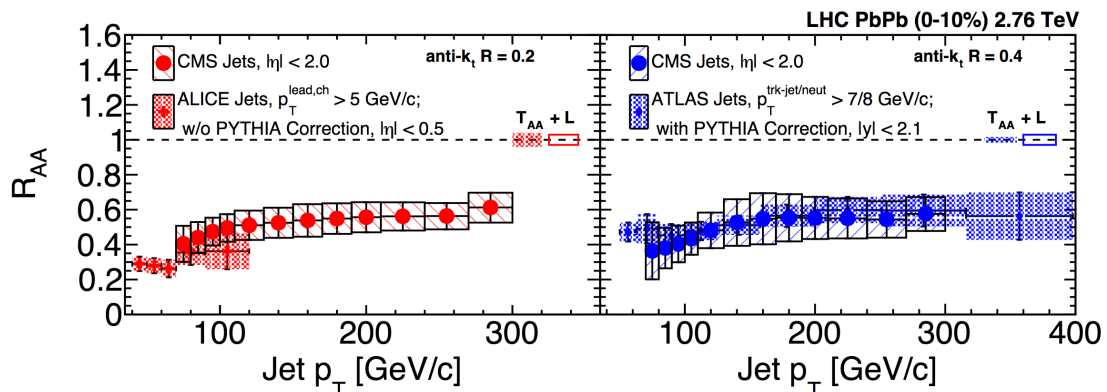 LHC PbPb (0-10%) 2.76 TeV
R_AA
1.6
1.4
1.2
1
0.8
0.6
0.4
0.2
0
CMS Jets, |η| < 2.0
anti-k_t R = 0.2
ALICE Jets, p_T^lead,ch > 5 GeV/c;
w/o PYTHIA Correction, |η| < 0.5
T_AA + L
100 200 300
Jet p_T [GeV/c]
CMS Jets, |η| < 2.0
anti-k_t R = 0.4
ATLAS Jets, p_T^trk-jet/neut > 7/8 GeV/c;
with PYTHIA Correction, |y| < 2.1
T_AA + L
100 200 300 400
Jet p_T [GeV/c]